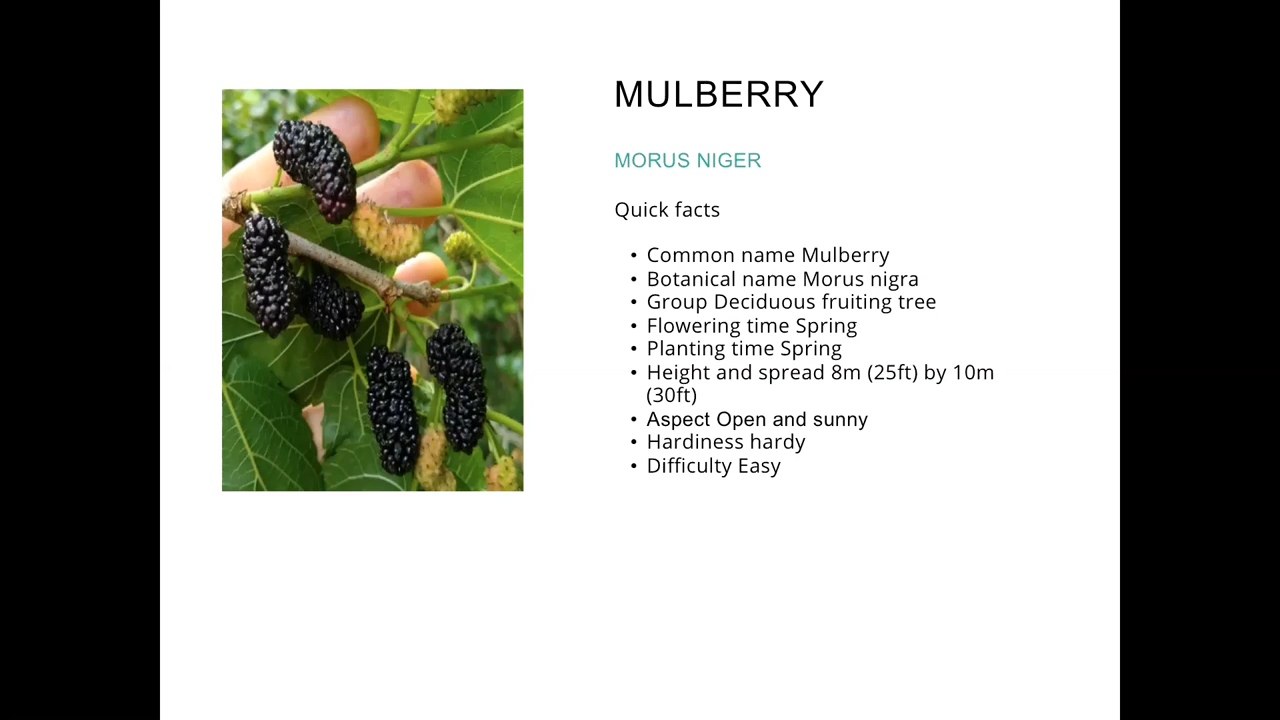 MULBERRY
MORUS NIGER
Quick facts
• Common name Mulberry
• Botanical name Morus nigra
• Group Deciduous fruiting tree
• Flowering time Spring
• Planting time Spring
• Height and spread 8m (25ft) by 10m
(30ft)
• Aspect Open and sunny
• Hardiness hardy
• Difficulty Easy